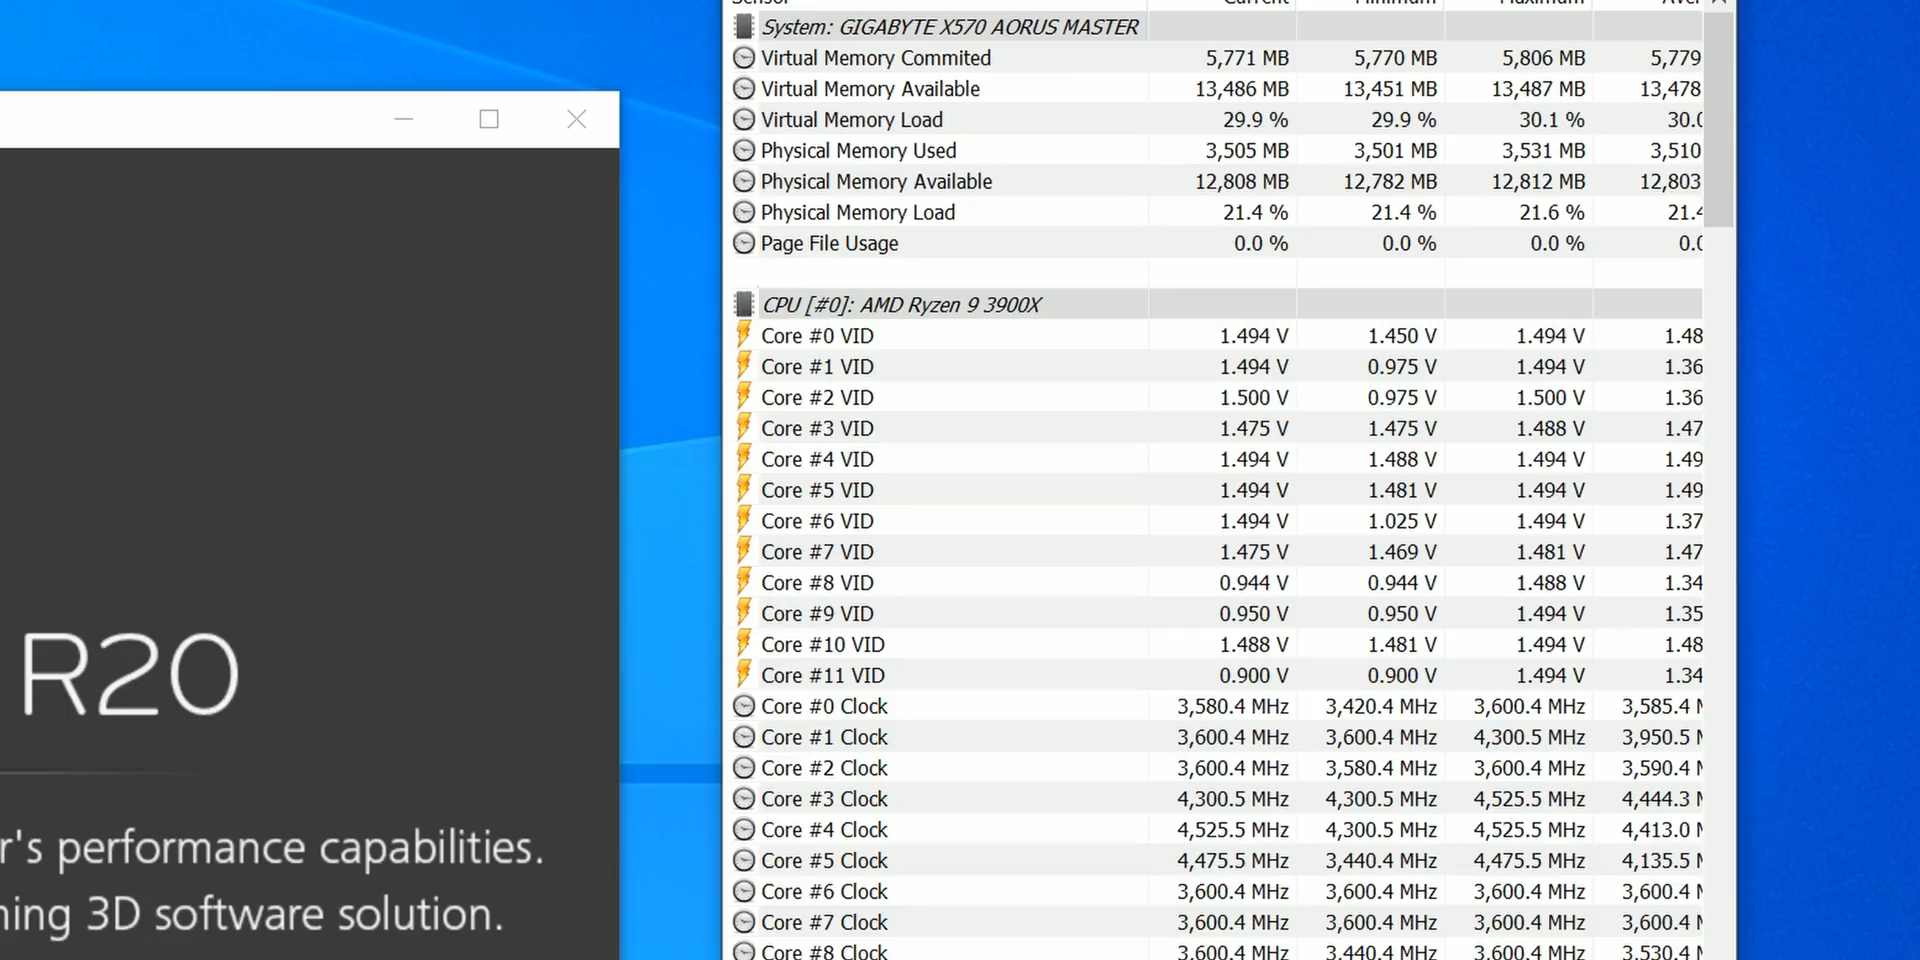 Sensor Current Minimum Maximum
System: GIGABYTE X570 AORUS MASTER
Virtual Memory Commited 5,771 MB 5,770 MB 5,806 MB 5,779
Virtual Memory Available 13,486 MB 13,451 MB 13,487 MB 13,478
Virtual Memory Load 29.9 % 29.9 % 30.1 % 30.0
Physical Memory Used 3,505 MB 3,501 MB 3,531 MB 3,510
Physical Memory Available 12,808 MB 12,782 MB 12,812 MB 12,803
Physical Memory Load 21.4 % 21.4 % 21.6 % 21.4
Page File Usage 0.0 % 0.0 % 0.0 % 0.0
CPU [#0]: AMD Ryzen 9 3900X
Core #0 VID 1.494 V 1.450 V 1.494 V 1.48
Core #1 VID 1.494 V 0.975 V 1.494 V 1.36
Core #2 VID 1.500 V 0.975 V 1.500 V 1.36
Core #3 VID 1.475 V 1.475 V 1.488 V 1.47
Core #4 VID 1.494 V 1.488 V 1.494 V 1.49
Core #5 VID 1.494 V 1.481 V 1.494 V 1.49
Core #6 VID 1.494 V 1.025 V 1.494 V 1.37
Core #7 VID 1.475 V 1.469 V 1.481 V 1.47
Core #8 VID 0.944 V 0.944 V 1.488 V 1.34
Core #9 VID 0.950 V 0.950 V 1.494 V 1.35
Core #10 VID 1.488 V 1.481 V 1.494 V 1.48
Core #11 VID 0.900 V 0.900 V 1.494 V 1.34
Core #0 Clock 3,580.4 MHz 3,420.4 MHz 3,600.4 MHz 3,585.4
Core #1 Clock 3,600.4 MHz 3,600.4 MHz 4,300.5 MHz 3,950.5
Core #2 Clock 3,600.4 MHz 3,580.4 MHz 3,600.4 MHz 3,590.4
Core #3 Clock 4,300.5 MHz 4,300.5 MHz 4,525.5 MHz 4,444.3
Core #4 Clock 4,525.5 MHz 4,300.5 MHz 4,525.5 MHz 4,413.0
Core #5 Clock 4,475.5 MHz 3,440.4 MHz 4,475.5 MHz 4,135.5
Core #6 Clock 3,600.4 MHz 3,600.4 MHz 3,600.4 MHz 3,600.4
Core #7 Clock 3,600.4 MHz 3,600.4 MHz 3,600.4 MHz 3,600.4
Core #8 Clock 3,600.4 MHz 3,440.4 MHz 3,600.4 MHz 3,530.4
R20
r's performance capabilities.
ning 3D software solution.